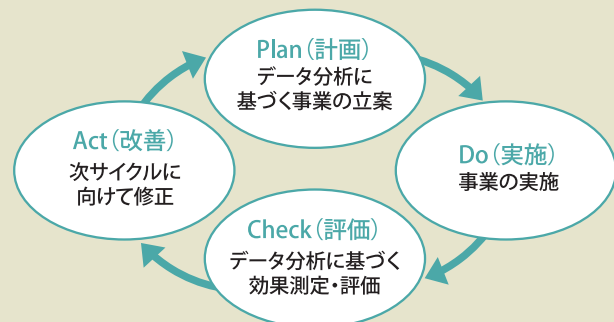 Plan（計画）
データ分析に
基づく事業の立案
Do（実施）
事業の実施
Check（評価）
データ分析に基づく
効果測定・評価
Act（改善）
次サイクルに
向けて修正